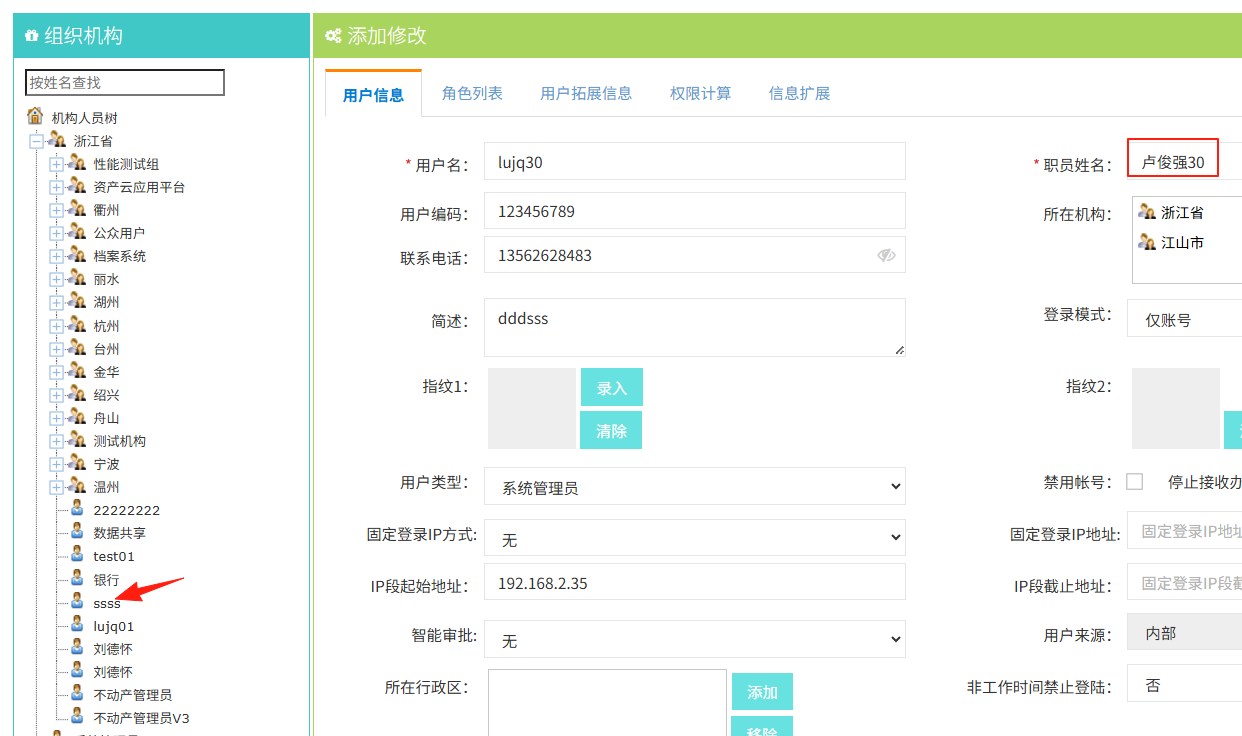 组织机构
按姓名查找
机构人员树
浙江省
性能测试组
资产云应用平台
衢州
公众用户
档案系统
丽水
湖州
杭州
台州
金华
绍兴
舟山
测试机构
宁波
温州
22222222
数据共享
test01
银行
ssss
lujq01
刘德怀
刘德怀
不动产管理员
不动产管理员V3
添加修改
用户信息 角色列表 用户拓展信息 权限计算 信息扩展
* 用户名: lujq30 * 职员姓名: 卢俊强30
用户编码: 123456789 所在机构: 浙江省
江山市
联系电话: 13562628483
简述: dddsss 登录模式: 仅账号
指纹1: 录入 指纹2:
清除
用户类型: 系统管理员 禁用帐号: 停止接收办
固定登录IP方式: 无 固定登录IP地址: 固定登录IP地
IP段起始地址: 192.168.2.35 IP段截止地址: 固定登录IP段
智能审批: 无 用户来源: 内部
所在行政区: 添加 非工作时间禁止登陆: 否
移除